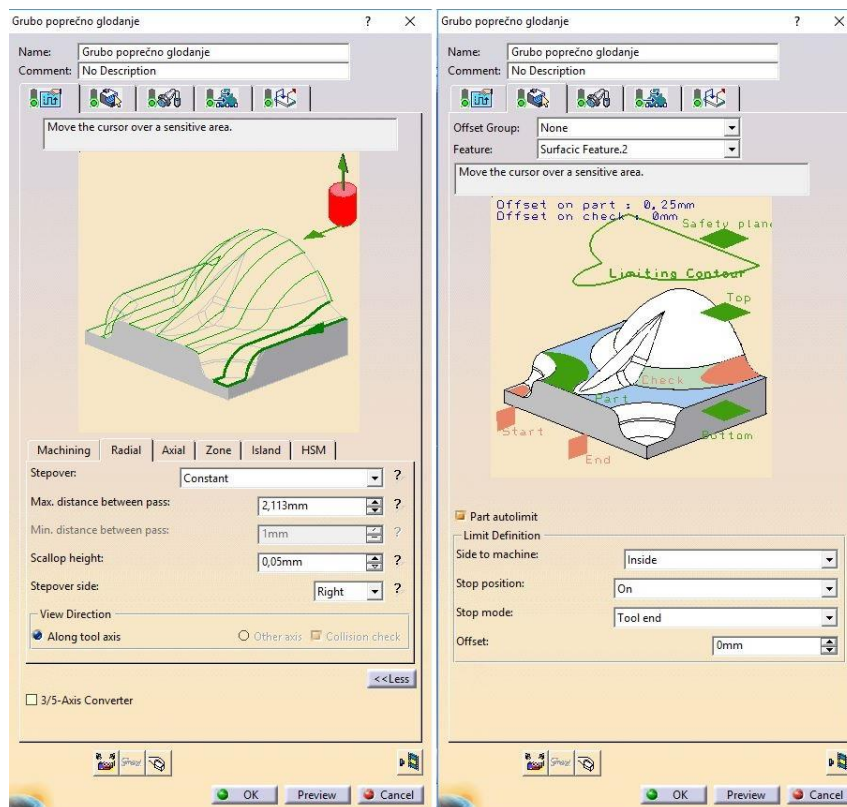 Grubo poprečno glodanje ? ×
Name: Grubo poprečno glodanje
Comment: No Description
Move the cursor over a sensitive area.
Machining Radial Axial Zone Island HSM
Stepover: Constant ?
Max. distance between pass: 2,113mm ?
Min. distance between pass: 1mm ?
Scallop height: 0,05mm ?
Stepover side: Right ?
View Direction
Along tool axis Other axis Collision check
<<Less
3/5-Axis Converter
OK Preview Cancel
Grubo poprečno glodanje ? ×
Name: Grubo poprečno glodanje
Comment: No Description
Offset Group: None
Feature: Surfacic Feature.2
Move the cursor over a sensitive area.
Offset on part : 0,25mm
Offset on check : 0mm
Safety plane
Limiting Contour
Top
Check
Part
Start
Bottom
End
Part autolimit
Limit Definition
Side to machine: Inside
Stop position: On
Stop mode: Tool end
Offset: 0mm
OK Preview Cancel